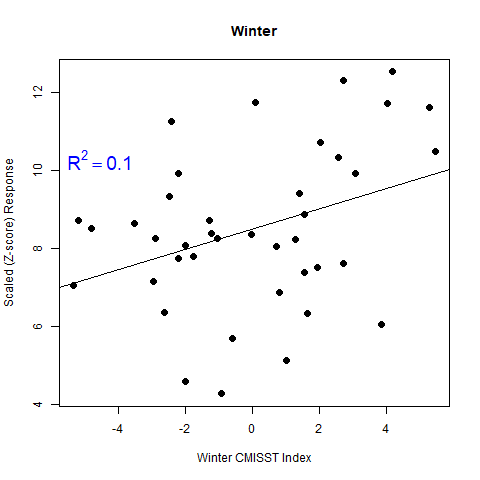 Winter
Scaled (Z-score) Response
12
10
8
6
4
R² = 0.1
-4 -2 0 2 4
Winter CMISST Index